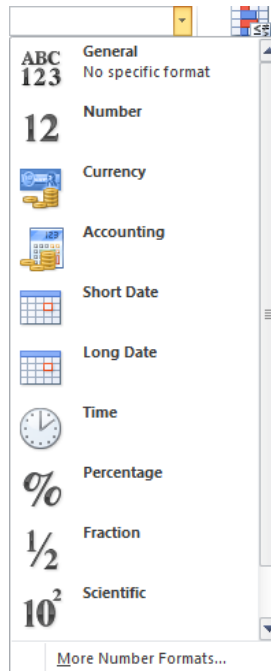 ABC
123
General
No specific format
12
Number
Currency
123
Accounting
Short Date
Long Date
Time
%
Percentage
1/2
Fraction
10²
Scientific
More Number Formats...